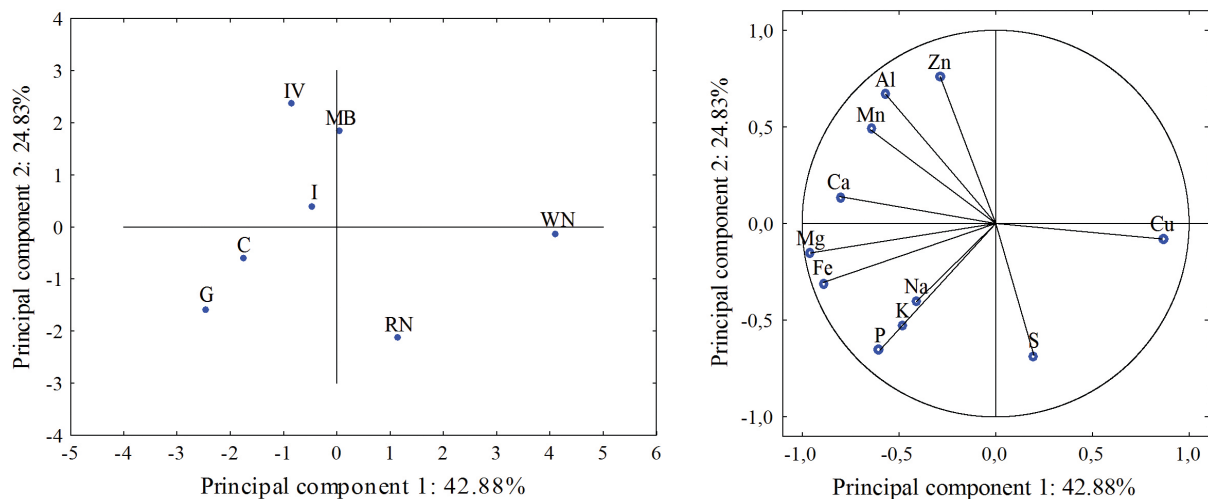 4
3
2
1
0
-1
-2
-3
-4
Principal component 2: 24.83%
IV
MB
I
WN
C
G
RN
-5 -4 -3 -2 -1 0 1 2 3 4 5 6
Principal component 1: 42.88%
1,0
0,5
0,0
-0,5
-1,0
Principal component 2: 24.83%
Zn
Al
Mn
Ca
Cu
Mg
Fe
Na
K
P
S
-1,0 -0,5 0,0 0,5 1,0
Principal component 1: 42.88%